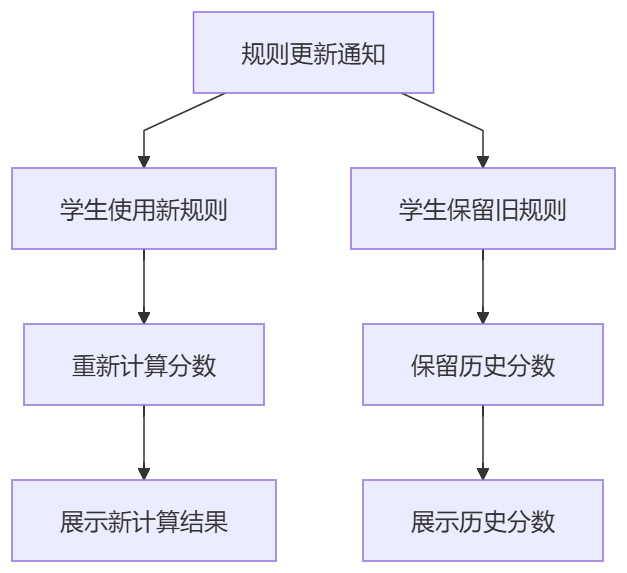 规则更新通知
学生使用新规则
学生保留旧规则
重新计算分数
保留历史分数
展示新计算结果
展示历史分数